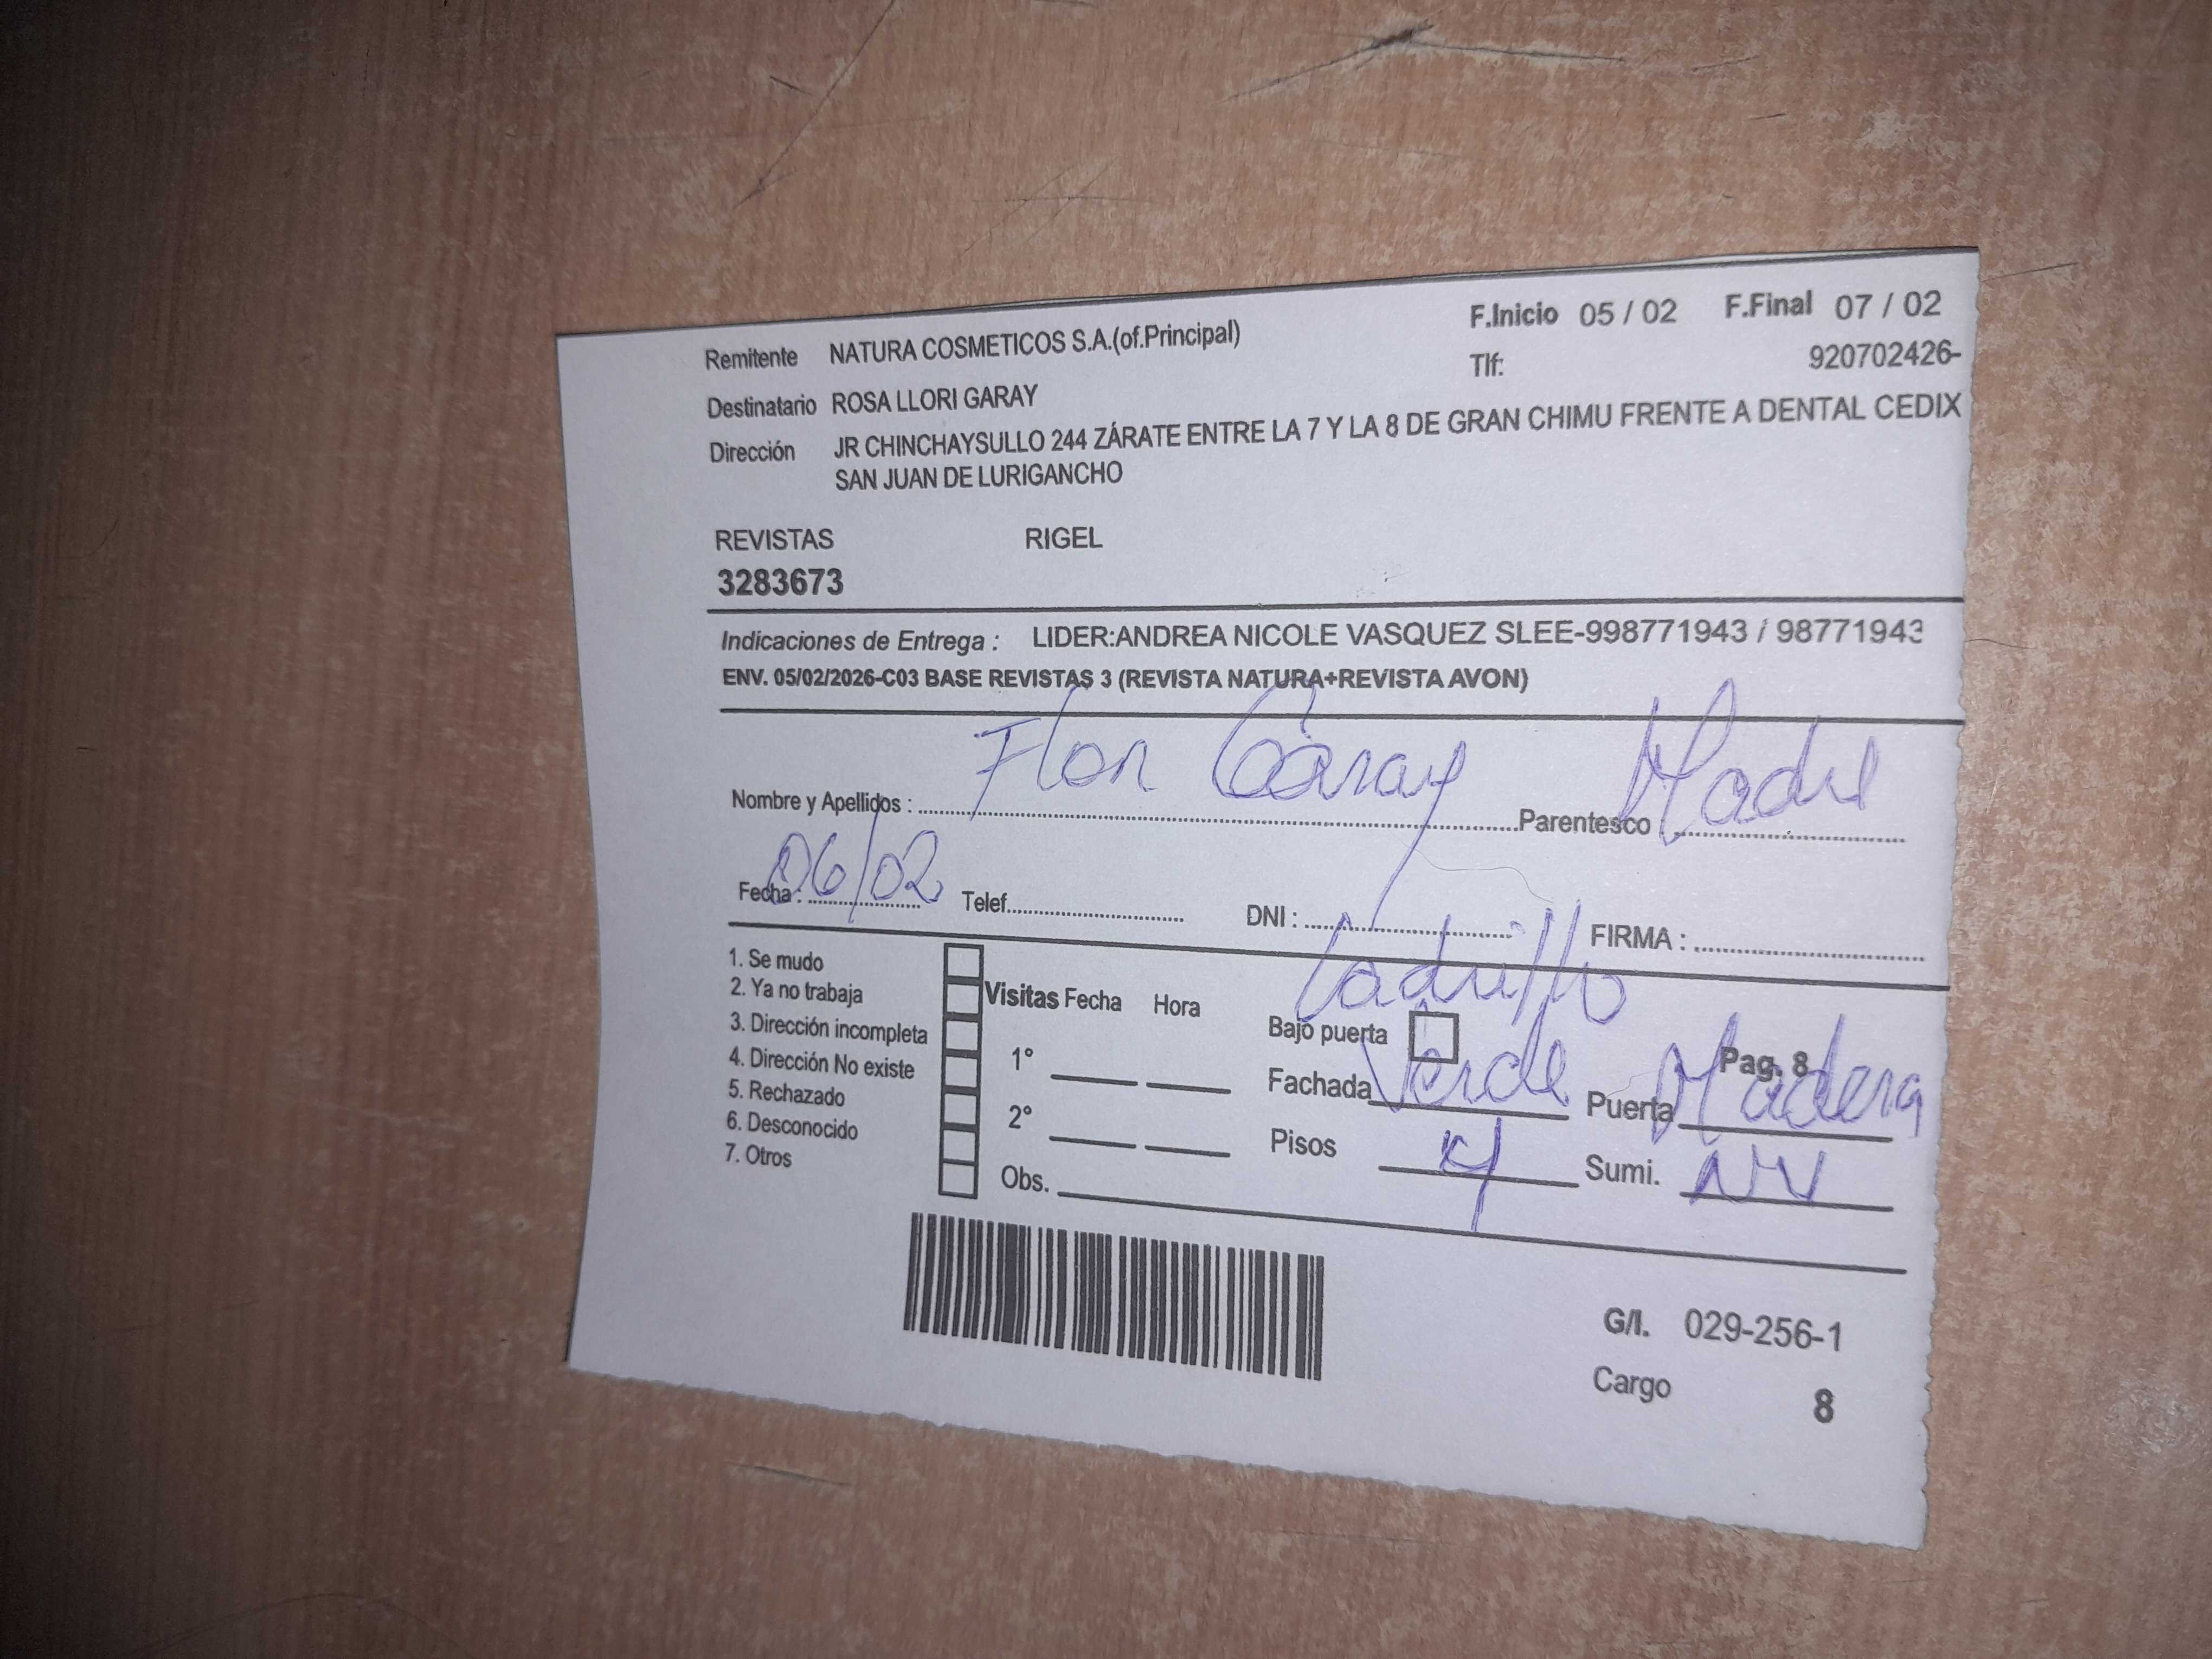 F.Inicio 05 / 02 F.Final 07 / 02
Remitente NATURA COSMETICOS S.A.(of.Principal)
Tlf: 920702426-
Destinatario ROSA LLORI GARAY
Dirección JR CHINCHAYSULLO 244 ZÁRATE ENTRE LA 7 Y LA 8 DE GRAN CHIMU FRENTE A DENTAL CEDIX
SAN JUAN DE LURIGANCHO
REVISTAS RIGEL
3283673
Indicaciones de Entrega : LIDER:ANDREA NICOLE VASQUEZ SLEE-998771943 / 98771943
ENV. 05/02/2026-C03 BASE REVISTAS 3 (REVISTA NATURA+REVISTA AVON)
Nombre y Apellidos : Flor Garay Parentesco : Madre
Fecha : 06/02 Telef. DNI : FIRMA :
1. Se mudo
2. Ya no trabaja
3. Dirección incompleta
4. Dirección No existe
5. Rechazado
6. Desconocido
7. Otros
Visitas Fecha Hora
1°
2°
Obs.
Ladrillo
Bajo puerta
Pag. 8
Fachada Verde Puerta Madera
Pisos 4 Sumi. NV
G/I. 029-256-1
Cargo 8